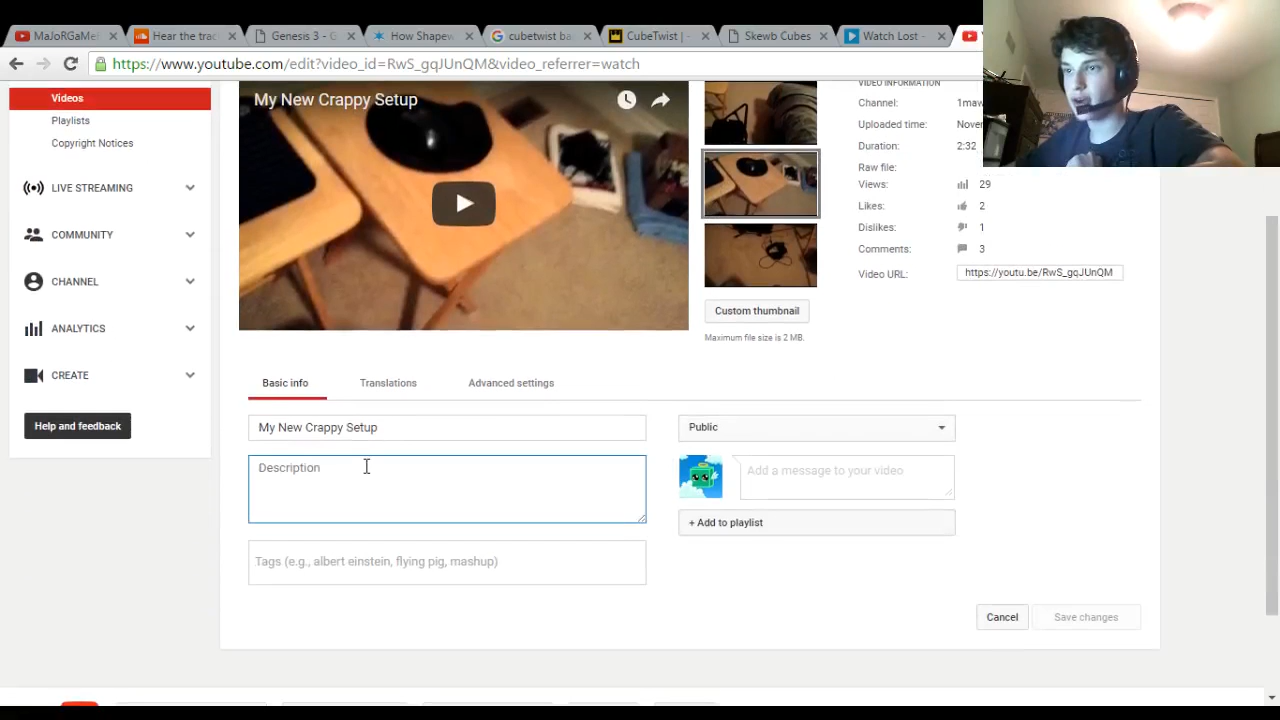 MaJoRGaMe
Hear the tra
Genesis 3 - G
How Shapew
cubetwist ba
CubeTwist | -
Skewb Cubes
Watch Lost -
https://www.youtube.com/edit?video_id=RwS_gqJUnQM&video_referrer=watch
Videos
Playlists
Copyright Notices
LIVE STREAMING
COMMUNITY
CHANNEL
ANALYTICS
CREATE
Help and feedback
My New Crappy Setup
Custom thumbnail
Maximum file size is 2 MB.
VIDEO INFORMATION
Channel: 1maw
Uploaded time: Nove
Duration: 2:32
Raw file:
Views: 29
Likes: 2
Dislikes: 1
Comments: 3
Video URL: https://youtu.be/RwS_gqJUnQM
Basic info Translations Advanced settings
My New Crappy Setup
Description
Tags (e.g., albert einstein, flying pig, mashup)
Public
Add a message to your video
+ Add to playlist
Cancel Save changes